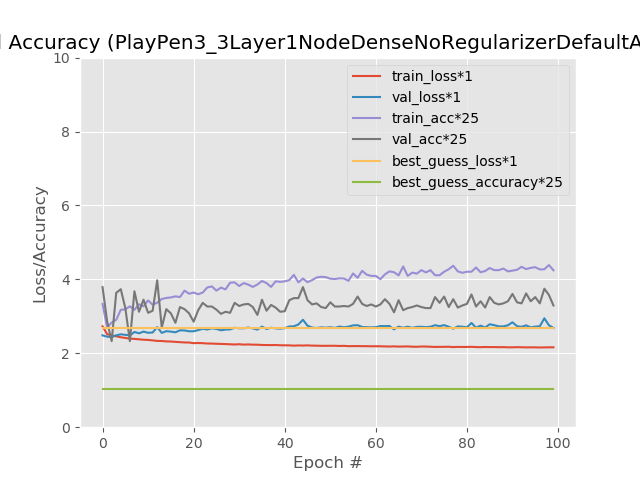 Accuracy (PlayPen3_3Layer1NodeDenseNoRegularizerDefaultA
10
8
6
4
2
0
Loss/Accuracy
train_loss*1
val_loss*1
train_acc*25
val_acc*25
best_guess_loss*1
best_guess_accuracy*25
0 20 40 60 80 100
Epoch #